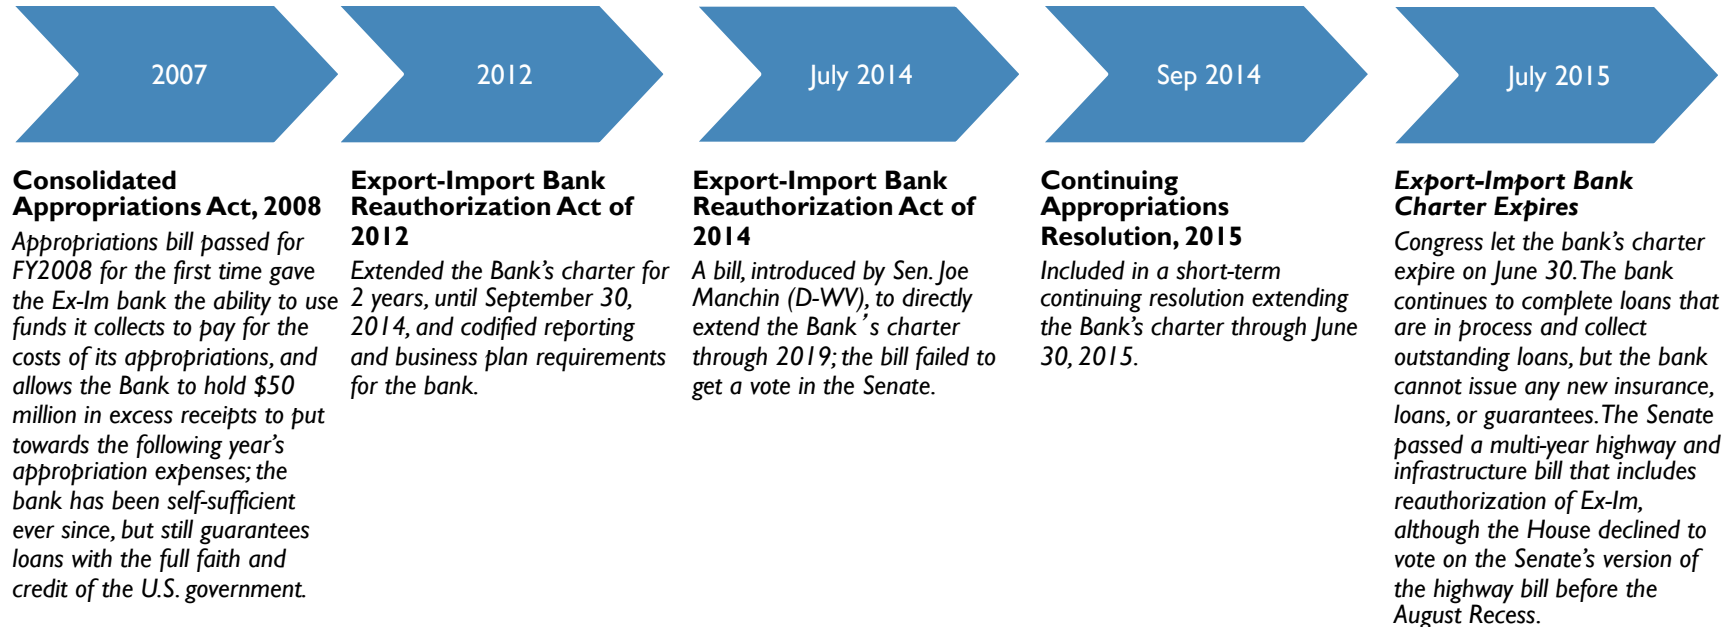 2007
2012
July 2014
Sep 2014
July 2015
Consolidated
Appropriations Act, 2008
Appropriations bill passed for
FY2008 for the first time gave
the Ex-Im bank the ability to use
funds it collects to pay for the
costs of its appropriations, and
allows the Bank to hold $50
million in excess receipts to put
towards the following year's
appropriation expenses; the
bank has been self-sufficient
ever since, but still guarantees
loans with the full faith and
credit of the U.S. government.
Export-Import Bank
Reauthorization Act of
2012
Extended the Bank's charter for
2 years, until September 30,
2014, and codified reporting
and business plan requirements
for the bank.
Export-Import Bank
Reauthorization Act of
2014
A bill, introduced by Sen. Joe
Manchin (D-WV), to directly
extend the Bank's charter
through 2019; the bill failed to
get a vote in the Senate.
Continuing
Appropriations
Resolution, 2015
Included in a short-term
continuing resolution extending
the Bank's charter through June
30, 2015.
Export-Import Bank
Charter Expires
Congress let the bank's charter
expire on June 30. The bank
continues to complete loans that
are in process and collect
outstanding loans, but the bank
cannot issue any new insurance,
loans, or guarantees. The Senate
passed a multi-year highway and
infrastructure bill that includes
reauthorization of Ex-Im,
although the House declined to
vote on the Senate's version of
the highway bill before the
August Recess.